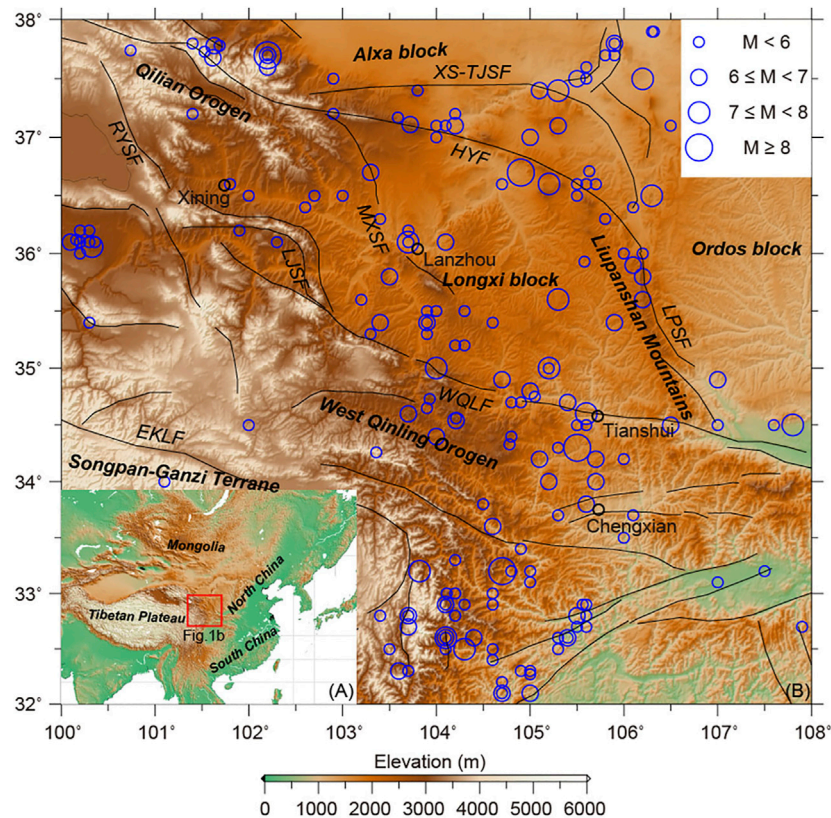 38°
37°
36°
35°
34°
33°
32°
Alxa block
XS-TJSF
Qilian Orogen
RYSF
HYF
Xining
MXSF
LJSF
Lanzhou
Longxi block
Liupanshan Mountains
LPSF
Ordos block
WQLF
West Qinling Orogen
Tianshui
EKLF
Songpan-Ganzi Terrane
Chengxian
M < 6
6 ≤ M < 7
7 ≤ M < 8
M ≥ 8
Mongolia
North China
Tibetan Plateau
Fig.1b
South China
(A)
(B)
100° 101° 102° 103° 104° 105° 106° 107° 108°
Elevation (m)
0 1000 2000 3000 4000 5000 6000